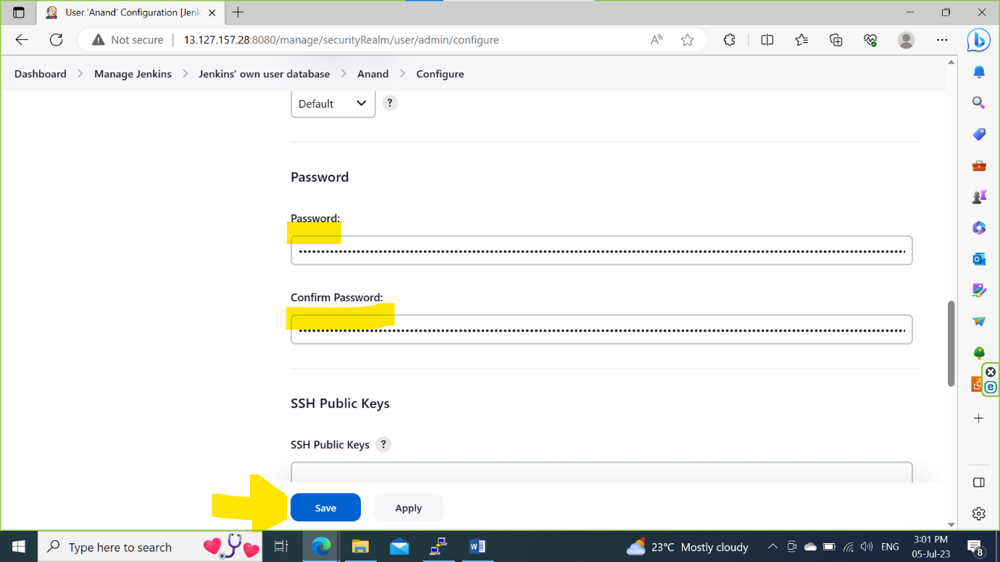 User ‘Anand’ Configuration [Jenk
Not secure 13.127.157.28:8080/manage/securityRealm/user/admin/configure
Dashboard Manage Jenkins Jenkins’ own user database Anand Configure
Default ?
Password
Password:
Confirm Password:
SSH Public Keys
SSH Public Keys ?
Save Apply
Type here to search 23°C Mostly cloudy ENG 3:01 PM
05-Jul-23 8